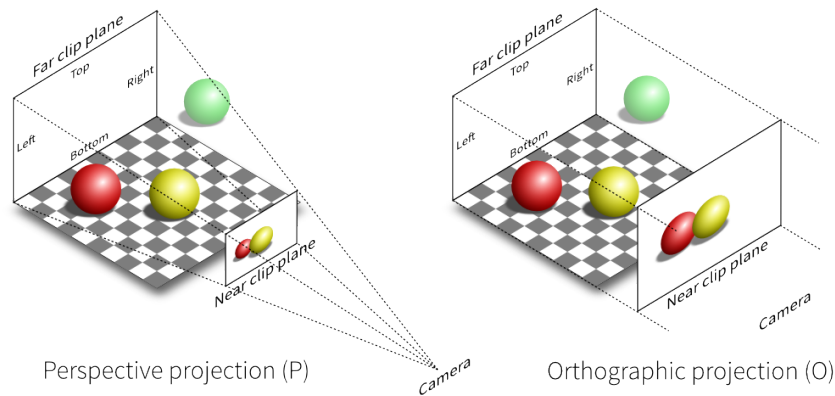 Far clip plane
Top
Right
Left
Bottom
Near clip plane
Camera
Perspective projection (P)
Far clip plane
Top
Right
Left
Bottom
Near clip plane
Camera
Orthographic projection (O)